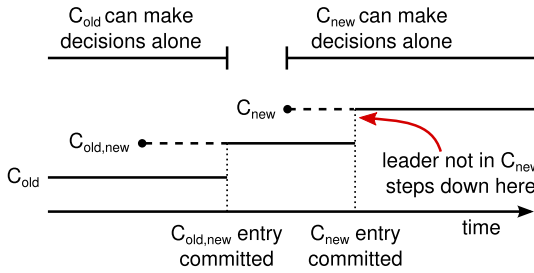 C_old can make
decisions alone
C_new can make
decisions alone
C_new
C_old,new
C_old
leader not in C_new
steps down here
time
C_old,new entry
committed
C_new entry
committed